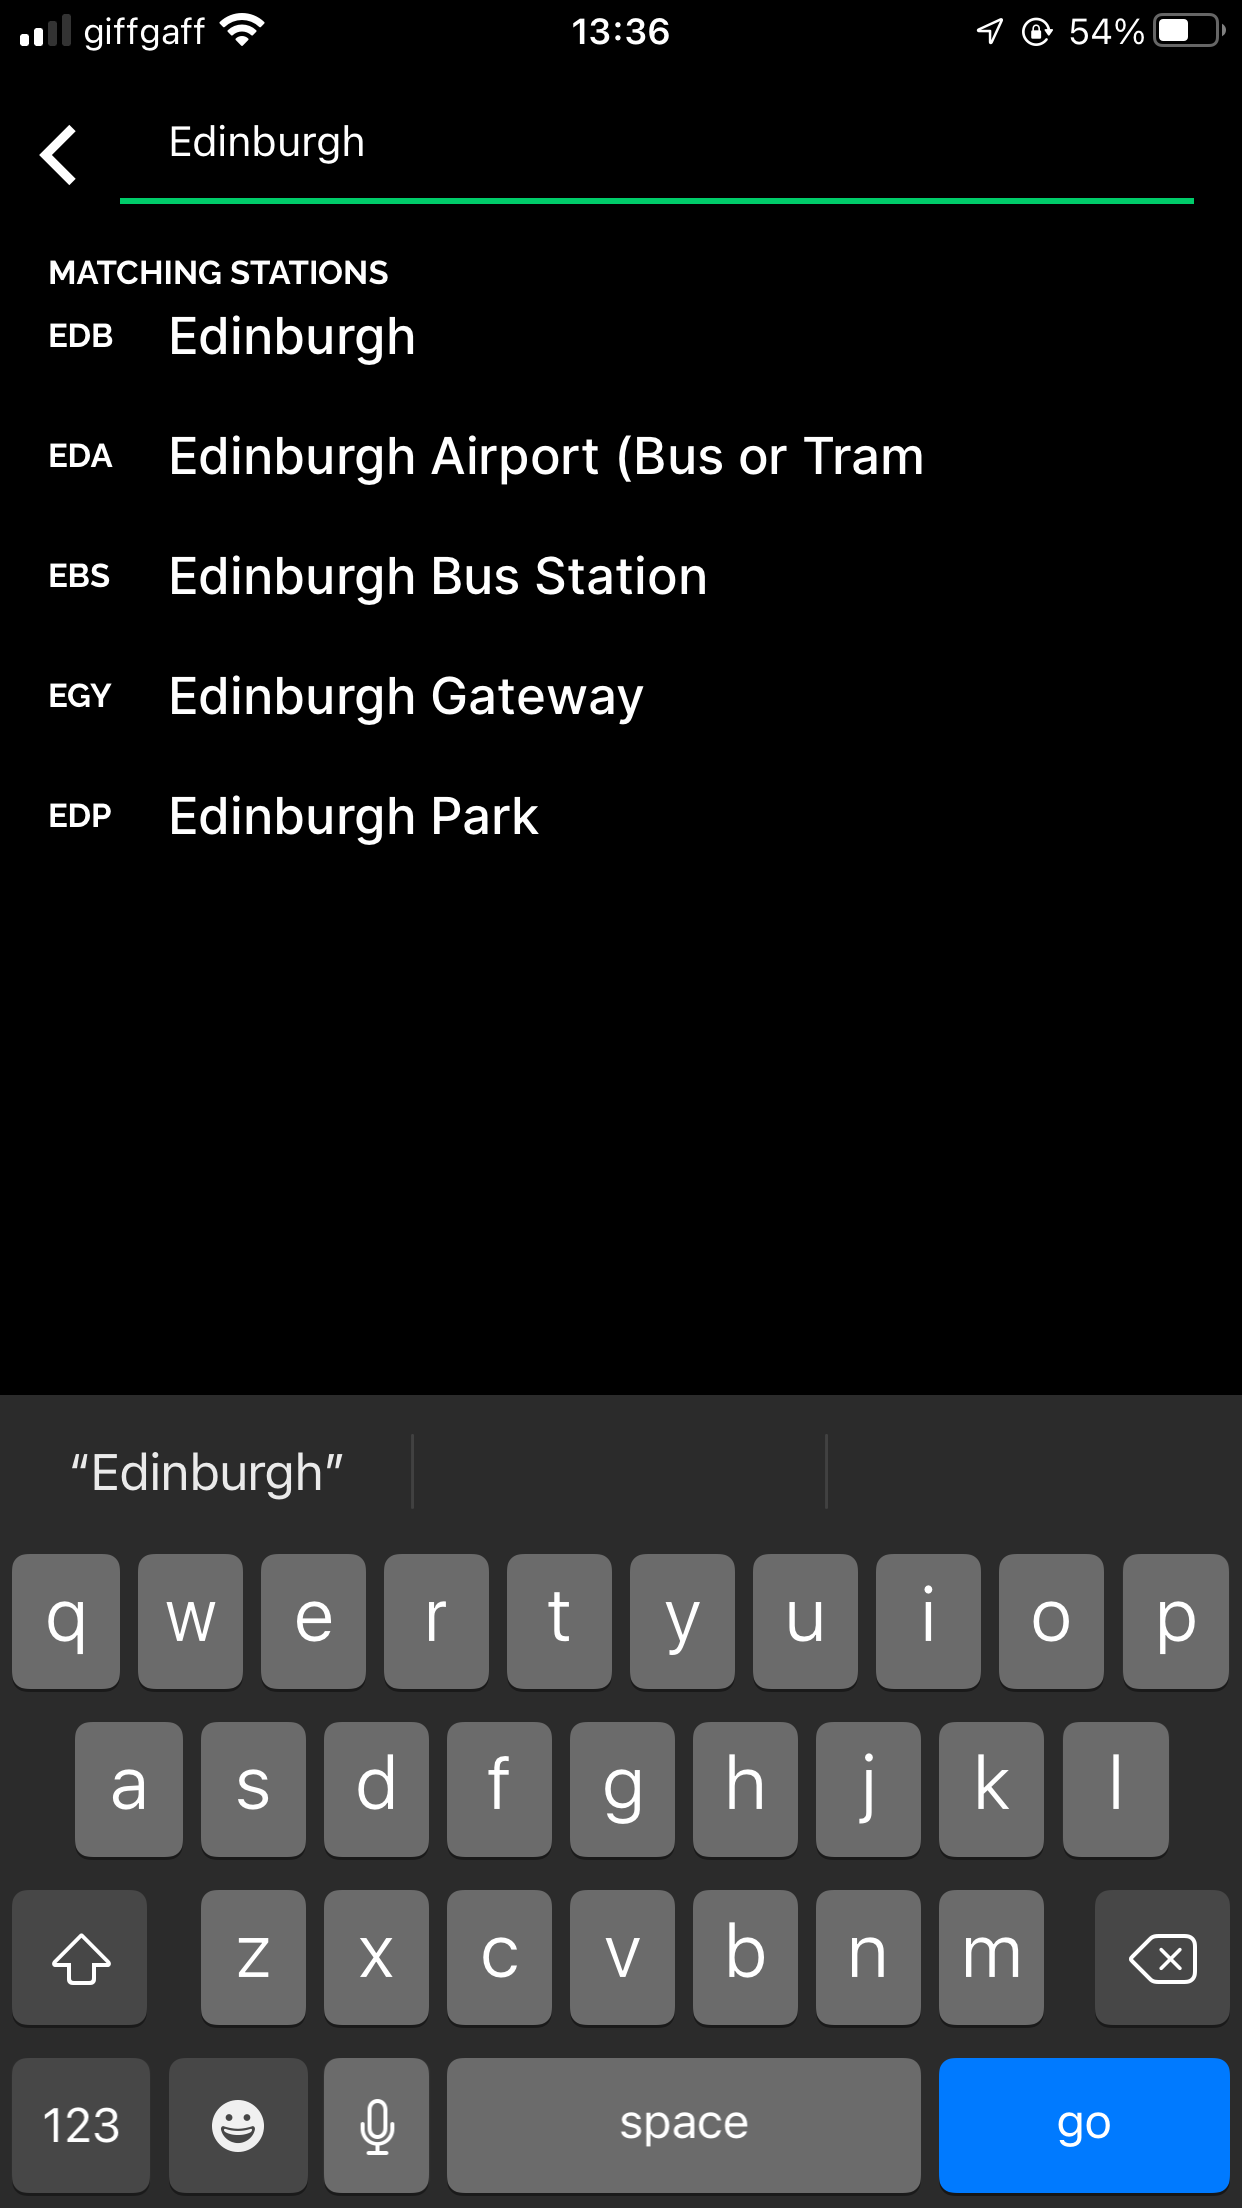 giffgaff 13:36 54%
Edinburgh
MATCHING STATIONS
EDB Edinburgh
EDA Edinburgh Airport (Bus or Tram
EBS Edinburgh Bus Station
EGY Edinburgh Gateway
EDP Edinburgh Park
“Edinburgh”
q w e r t y u i o p
a s d f g h j k l
z x c v b n m
123 space go